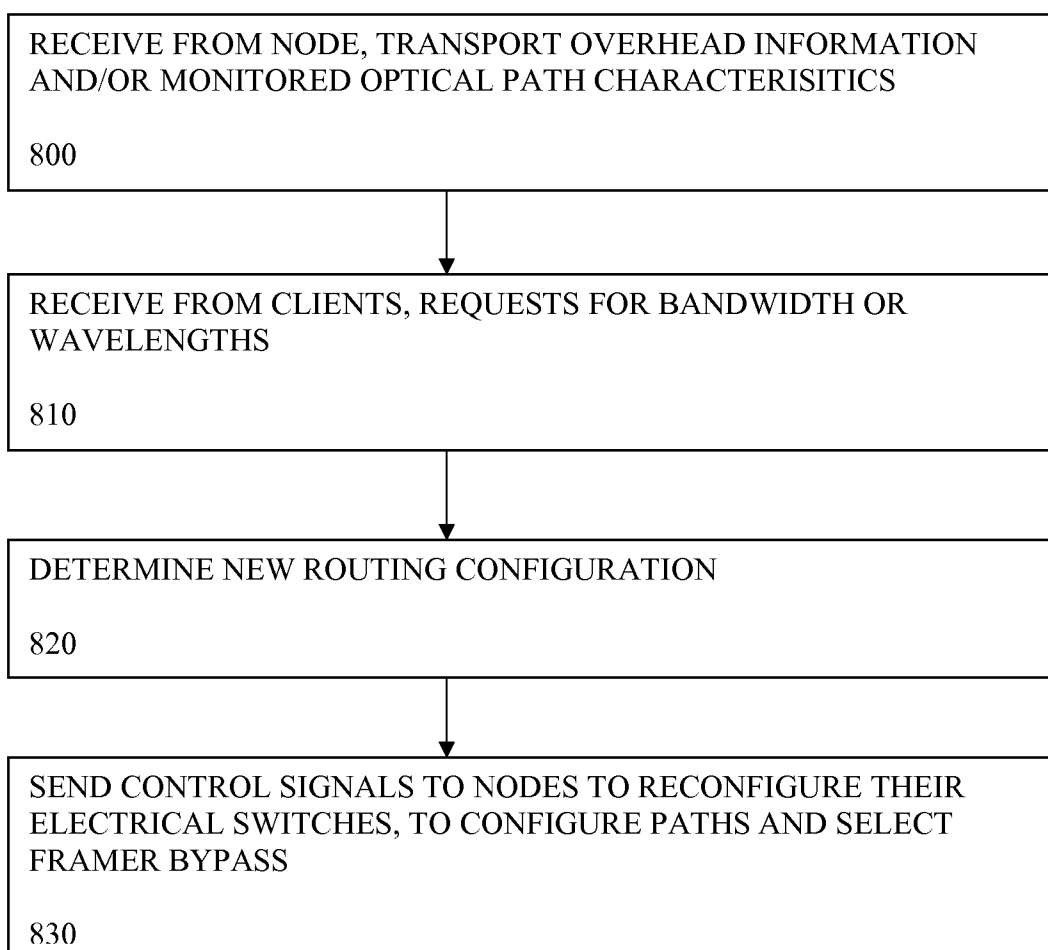 RECEIVE FROM NODE, TRANSPORT OVERHEAD INFORMATION
AND/OR MONITORED OPTICAL PATH CHARACTERISITICS
800
RECEIVE FROM CLIENTS, REQUESTS FOR BANDWIDTH OR
WAVELENGTHS
810
DETERMINE NEW ROUTING CONFIGURATION
820
SEND CONTROL SIGNALS TO NODES TO RECONFIGURE THEIR
ELECTRICAL SWITCHES, TO CONFIGURE PATHS AND SELECT
FRAMER BYPASS
830